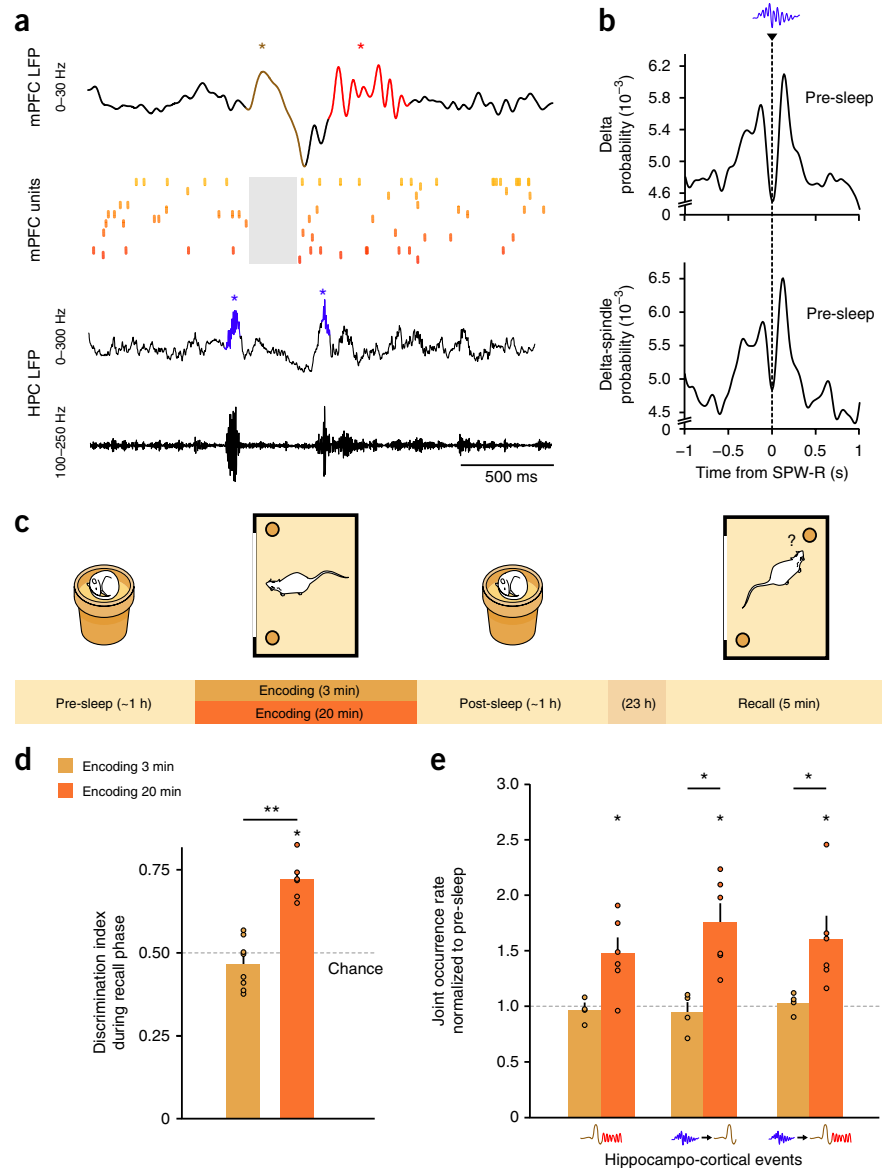 a
mPFC LFP
0–30 Hz
*
*
mPFC units
HPC LFP
0–300 Hz
*
*
100–250 Hz
500 ms
b
Delta
probability (10⁻³)
6.2
5.4
4.6
0
Pre-sleep
Delta-spindle
probability (10⁻³)
6.5
6.0
5.0
4.5
0
Pre-sleep
−1
−0.5
0
0.5
1
Time from SPW-R (s)
c
?
Pre-sleep (~1 h)
Encoding (3 min)
Encoding (20 min)
Post-sleep (~1 h)
(23 h)
Recall (5 min)
d
Encoding 3 min
Encoding 20 min
Discrimination index
during recall phase
0.75
0.50
0.25
0
**
*
Chance
e
Joint occurrence rate
normalized to pre-sleep
3.0
2.5
2.0
1.5
1.0
0.5
0
*
*
*
*
*
Hippocampo-cortical events